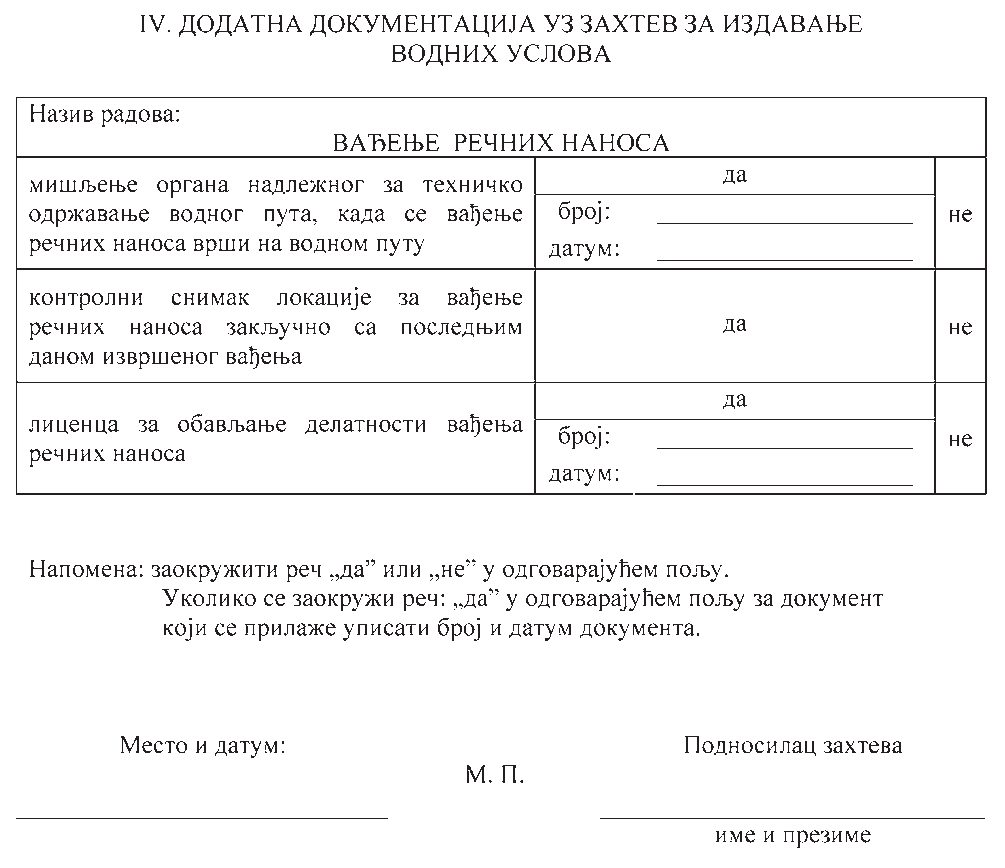 IV. ДОДАТНА ДОКУМЕНТАЦИЈА УЗ ЗАХТЕВ ЗА ИЗДАВАЊЕ
ВОДНИХ УСЛОВА
Назив радова:
ВАЂЕЊЕ РЕЧНИХ НАНОСА
мишљење органа надлежног за техничко
одржавање водног пута, када се вађење
речних наноса врши на водном путу
да
број:
датум:
не
контролни снимак локације за вађење
речних наноса закључно са последњим
даном извршеног вађења
да
не
лиценца за обављање делатности вађења
речних наноса
да
број:
датум:
не
Напомена: заокружити реч „да” или „не” у одговарајућем пољу.
Уколико се заокружи реч: „да” у одговарајућем пољу за документ
који се прилаже уписати број и датум документа.
Место и датум:
Подносилац захтева
М. П.
име и презиме